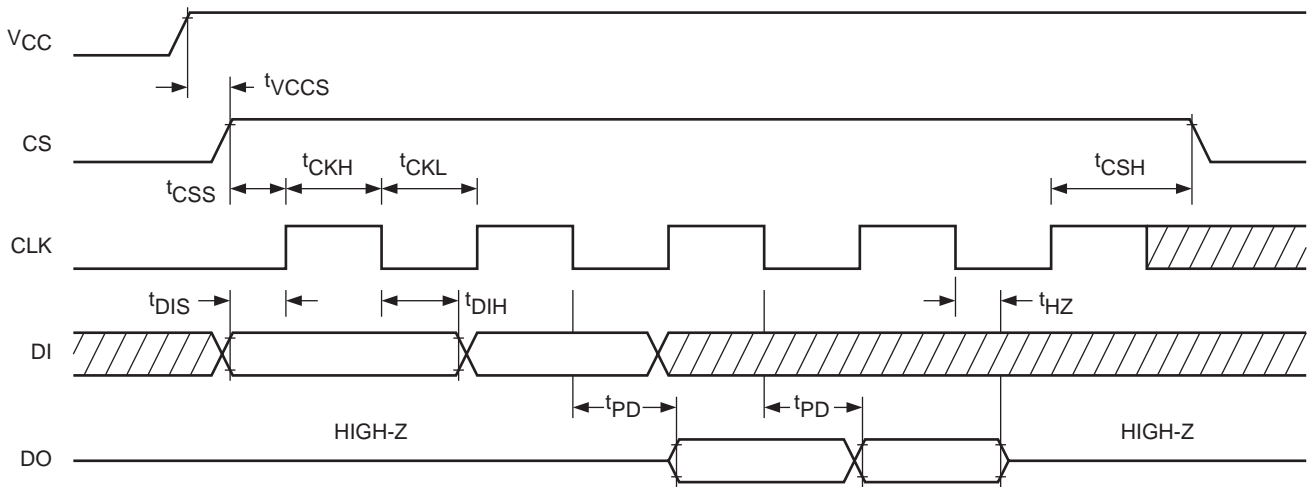 VCC
tVCCS
CS
tCSS
tCKH
tCKL
tCSH
CLK
tDIS
tDIH
tHZ
DI
tPD
tPD
HIGH-Z
HIGH-Z
DO